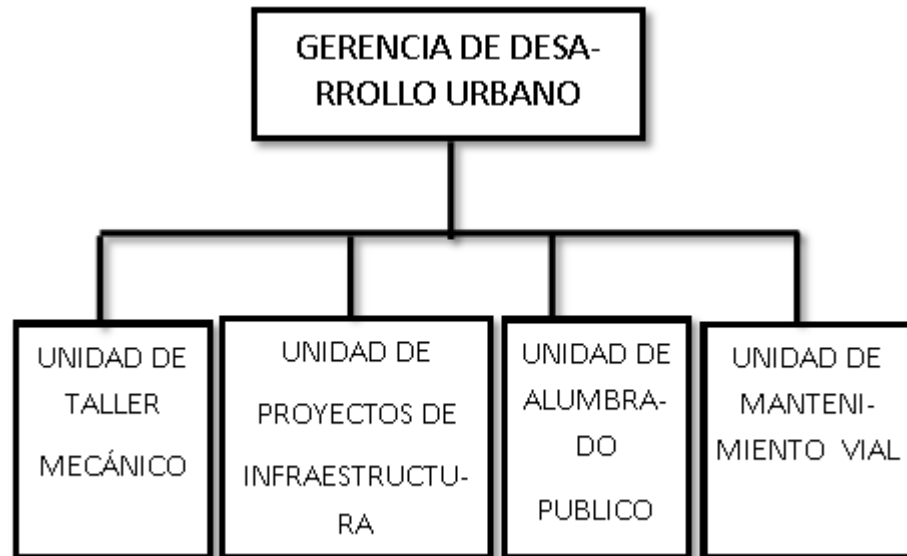 GERENCIA DE DESA-
RROLLO URBANO
UNIDAD DE
TALLER
MECÁNICO
UNIDAD DE
PROYECTOS DE
INFRAESTRUCTU-
RA
UNIDAD DE
ALUMBRA-
DO
PUBLICO
UNIDAD DE
MANTENI-
MIENTO VIAL